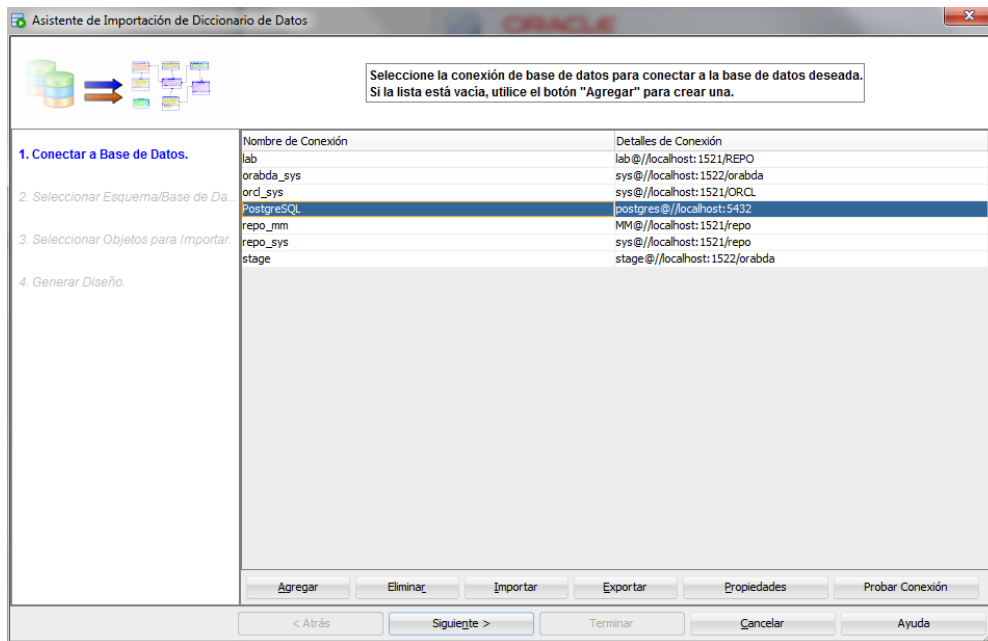 Asistente de Importación de Diccionario de Datos
ORACLE
Seleccione la conexión de base de datos para conectar a la base de datos deseada.
Si la lista está vacía, utilice el botón "Agregar" para crear una.
1. Conectar a Base de Datos.
2. Seleccionar Esquema/Base de Da...
3. Seleccionar Objetos para Importar.
4. Generar Diseño.
Nombre de Conexión Detalles de Conexión
lab lab@//localhost:1521/REPO
orabda_sys sys@//localhost:1522/orabda
orcl_sys sys@//localhost:1521/ORCL
PostgreSQL postgres@//localhost:5432
repo_mm MM@//localhost:1521/repo
repo_sys sys@//localhost:1521/repo
stage stage@//localhost:1522/orabda
Agregar Eliminar Importar Exportar Propiedades Probar Conexión
< Atrás Siguiente > Terminar Cancelar Ayuda